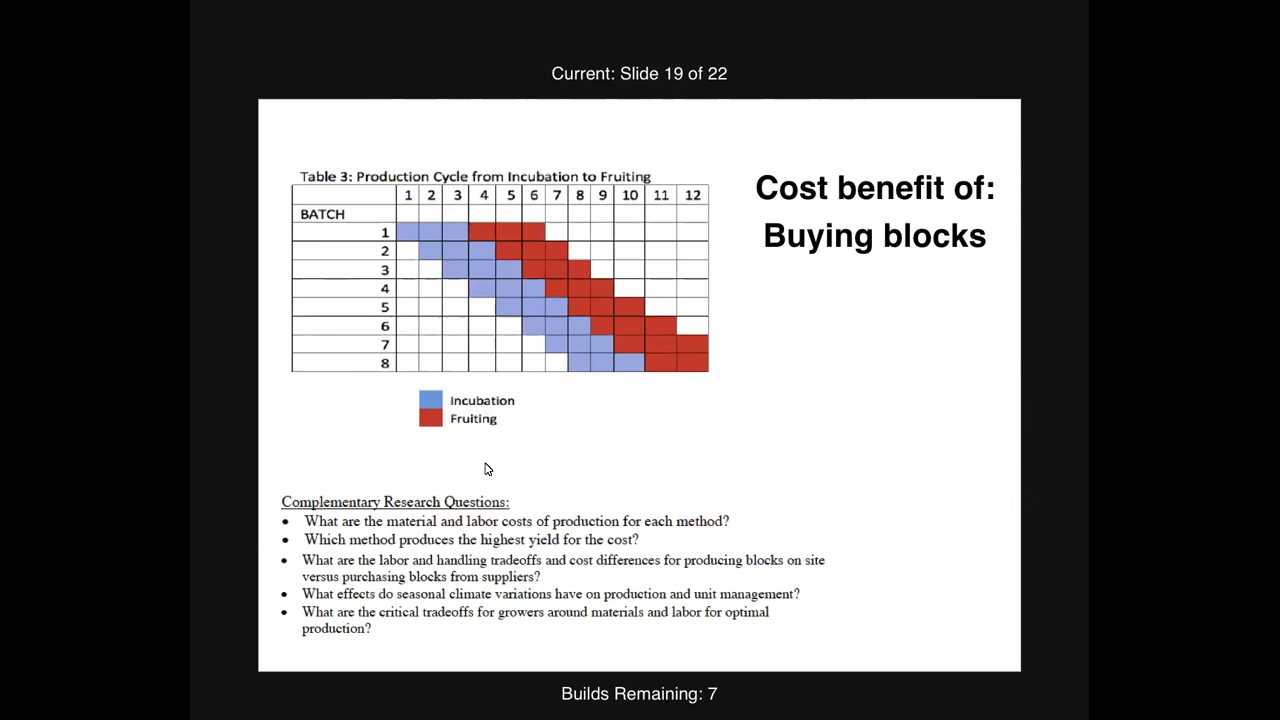 Current: Slide 19 of 22
Table 3: Production Cycle from Incubation to Fruiting
1 2 3 4 5 6 7 8 9 10 11 12
BATCH
1
2
3
4
5
6
7
8
Incubation
Fruiting
Cost benefit of:
Buying blocks
Complementary Research Questions:
• What are the material and labor costs of production for each method?
• Which method produces the highest yield for the cost?
• What are the labor and handling tradeoffs and cost differences for producing blocks on site
versus purchasing blocks from suppliers?
• What effects do seasonal climate variations have on production and unit management?
• What are the critical tradeoffs for growers around materials and labor for optimal
production?
Builds Remaining: 7